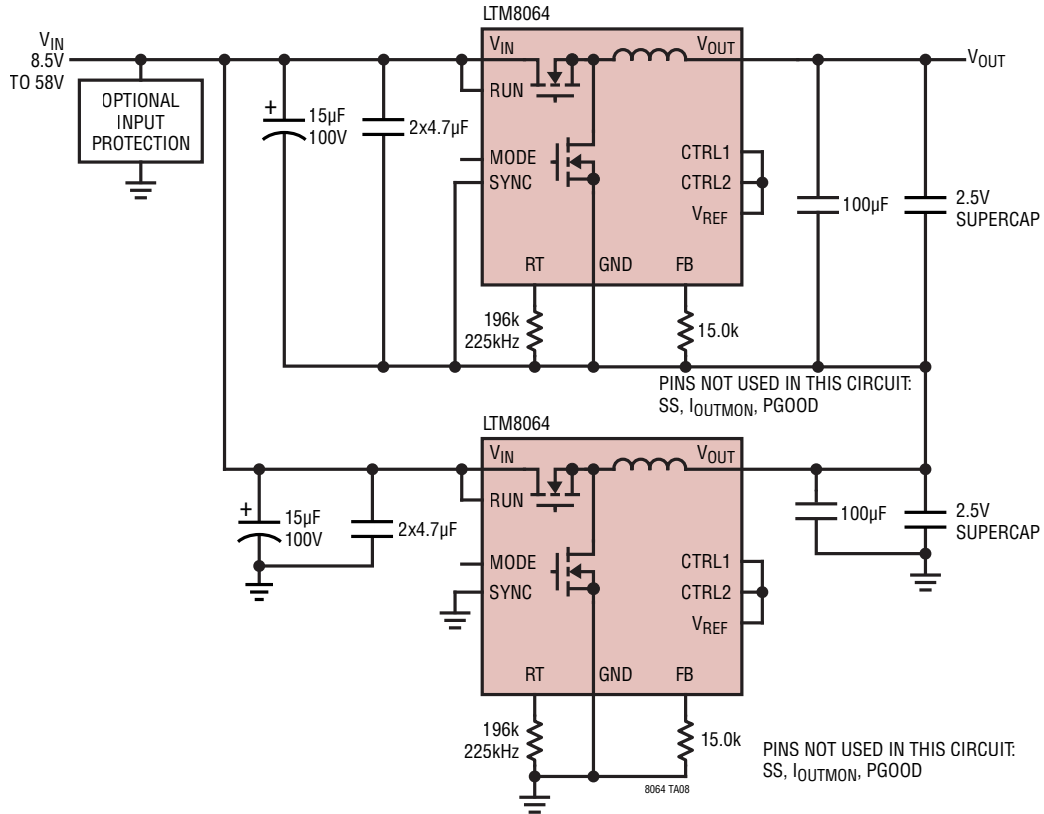 LTM8064
VIN
8.5V
TO 58V
OPTIONAL
INPUT
PROTECTION
+
15µF
100V
2x4.7µF
VIN
VOUT
RUN
MODE
SYNC
CTRL1
CTRL2
VREF
RT
GND
FB
VOUT
100µF
2.5V
SUPERCAP
196k
225kHz
15.0k
PINS NOT USED IN THIS CIRCUIT:
SS, IOUTMON, PGOOD
LTM8064
+
15µF
100V
2x4.7µF
VIN
VOUT
RUN
MODE
SYNC
CTRL1
CTRL2
VREF
RT
GND
FB
100µF
2.5V
SUPERCAP
196k
225kHz
15.0k
PINS NOT USED IN THIS CIRCUIT:
SS, IOUTMON, PGOOD
8064 TA08